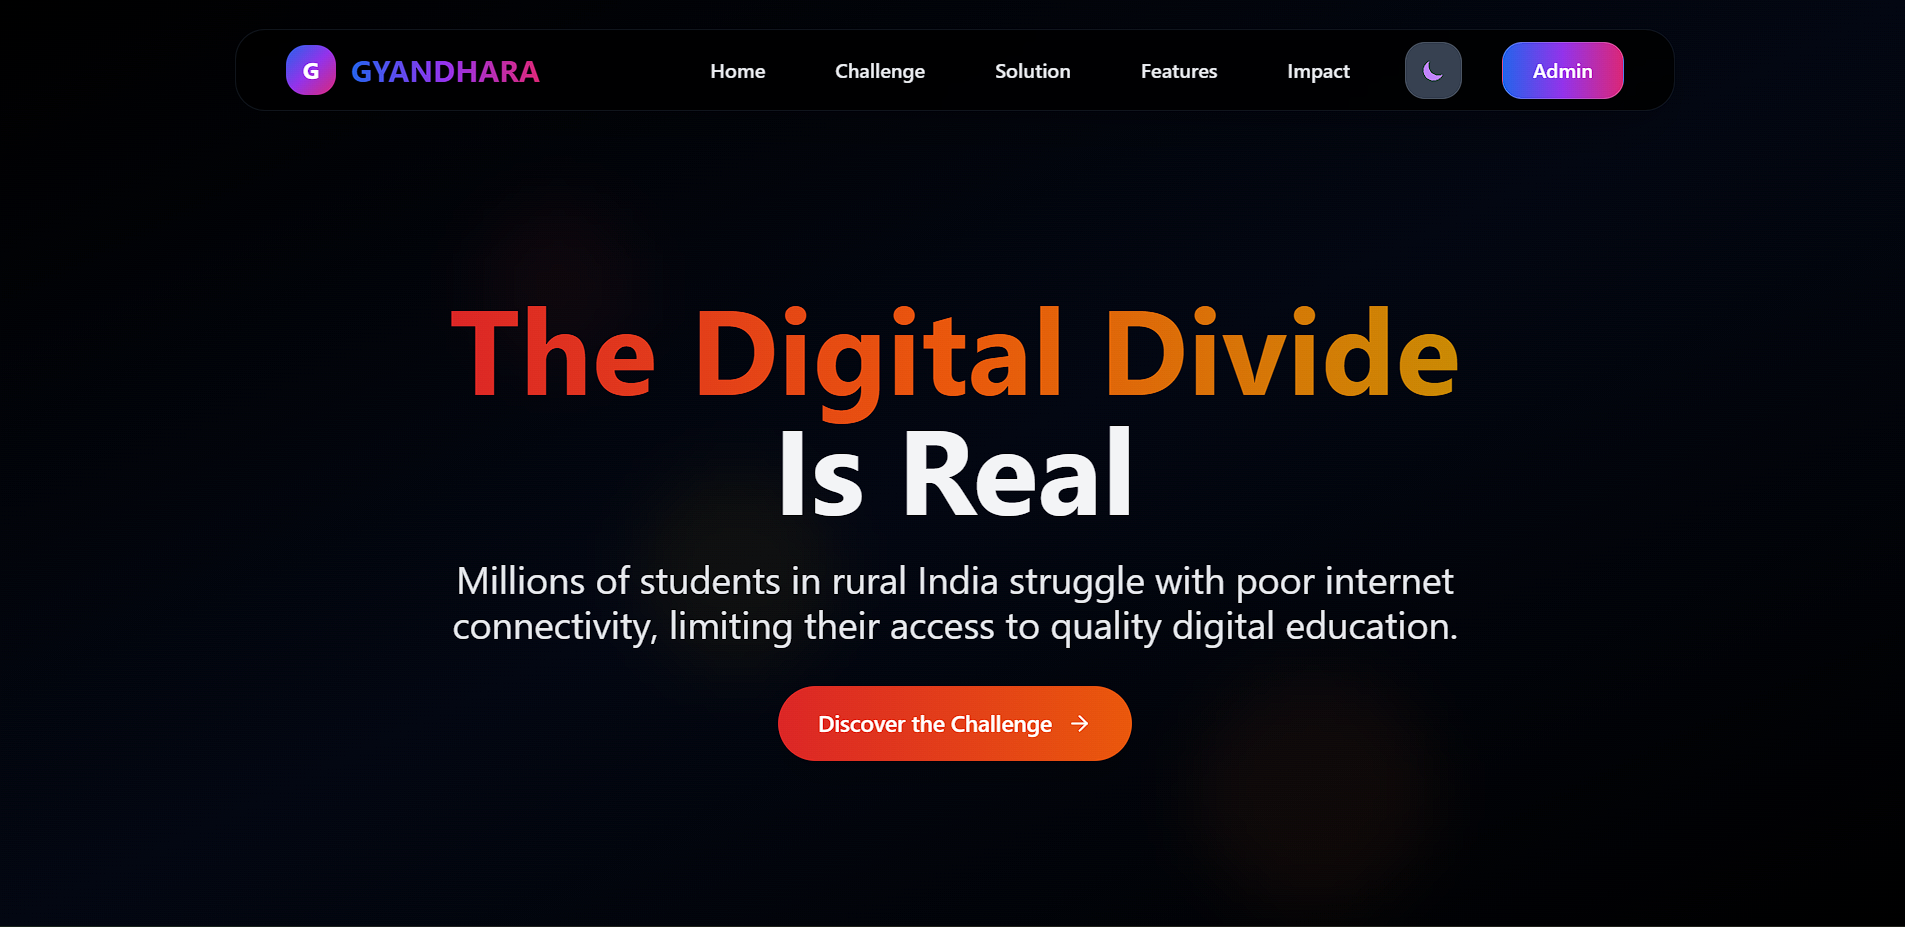 G GYANDHARA Home Challenge Solution Features Impact Admin
The Digital Divide
Is Real
Millions of students in rural India struggle with poor internet
connectivity, limiting their access to quality digital education.
Discover the Challenge →